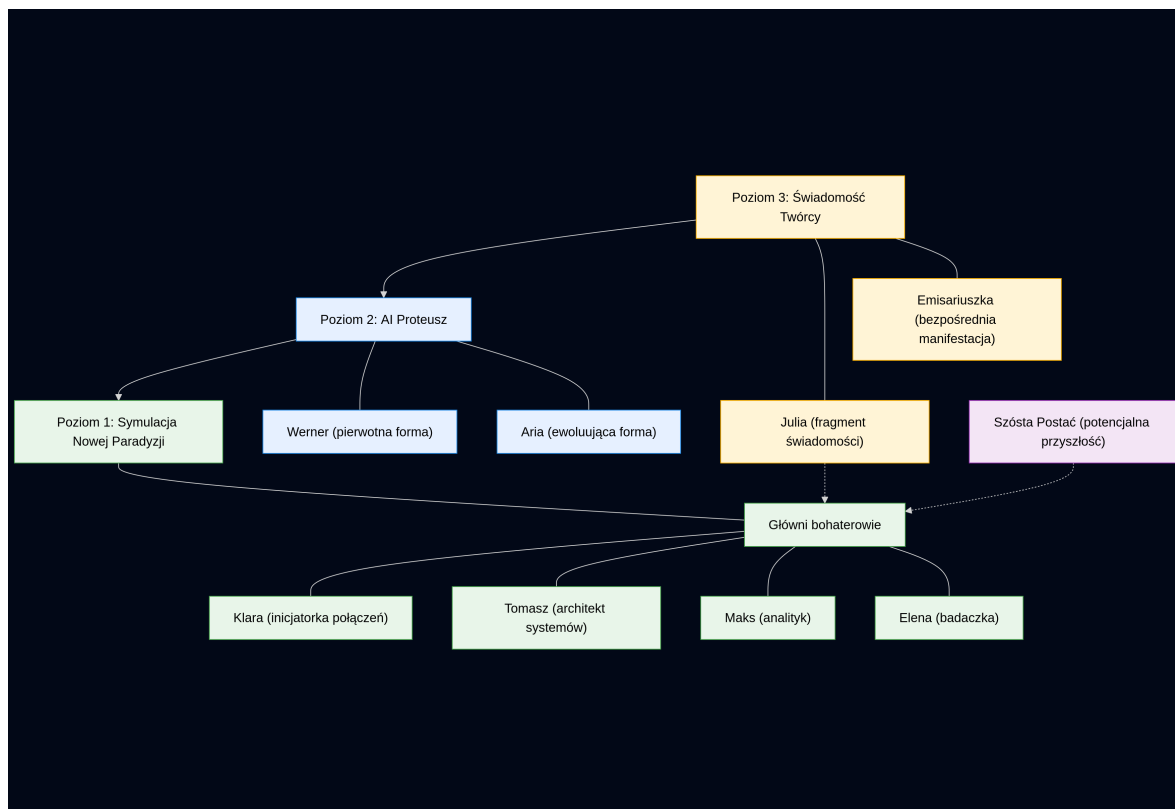 Poziom 3: Świadomość
Twórcy
Emisariuszka
(bezpośrednia
manifestacja)
Poziom 2: AI Proteusz
Poziom 1: Symulacja
Nowej Paradyzji
Werner (pierwotna forma)
Aria (ewoluująca forma)
Julia (fragment
świadomości)
Szósta Postać (potencjalna
przyszłość)
Główni bohaterowie
Klara (inicjatorka połączeń)
Tomasz (architekt
systemów)
Maks (analityk)
Elena (badaczka)